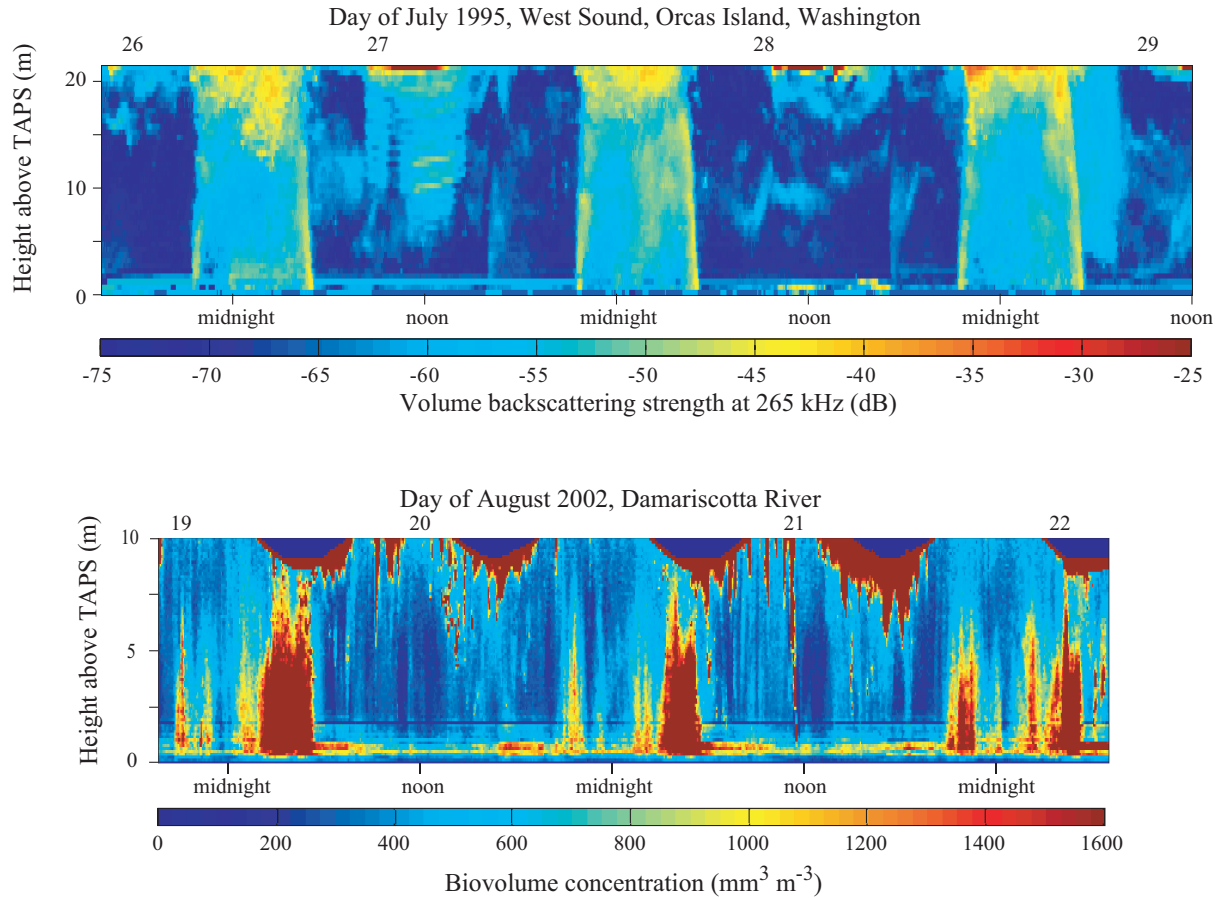 Day of July 1995, West Sound, Orcas Island, Washington
26 27 28 29
Height above TAPS (m)
20
10
0
midnight noon midnight noon midnight noon
-75 -70 -65 -60 -55 -50 -45 -40 -35 -30 -25
Volume backscattering strength at 265 kHz (dB)
Day of August 2002, Damariscotta River
19 20 21 22
Height above TAPS (m)
10
5
0
midnight noon midnight noon midnight
0 200 400 600 800 1000 1200 1400 1600
Biovolume concentration (mm³ m⁻³)